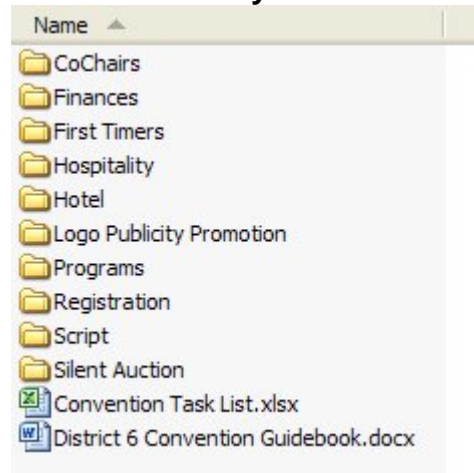 Name
CoChairs
Finances
First Timers
Hospitality
Hotel
Logo Publicity Promotion
Programs
Registration
Script
Silent Auction
Convention Task List.xlsx
District 6 Convention Guidebook.docx